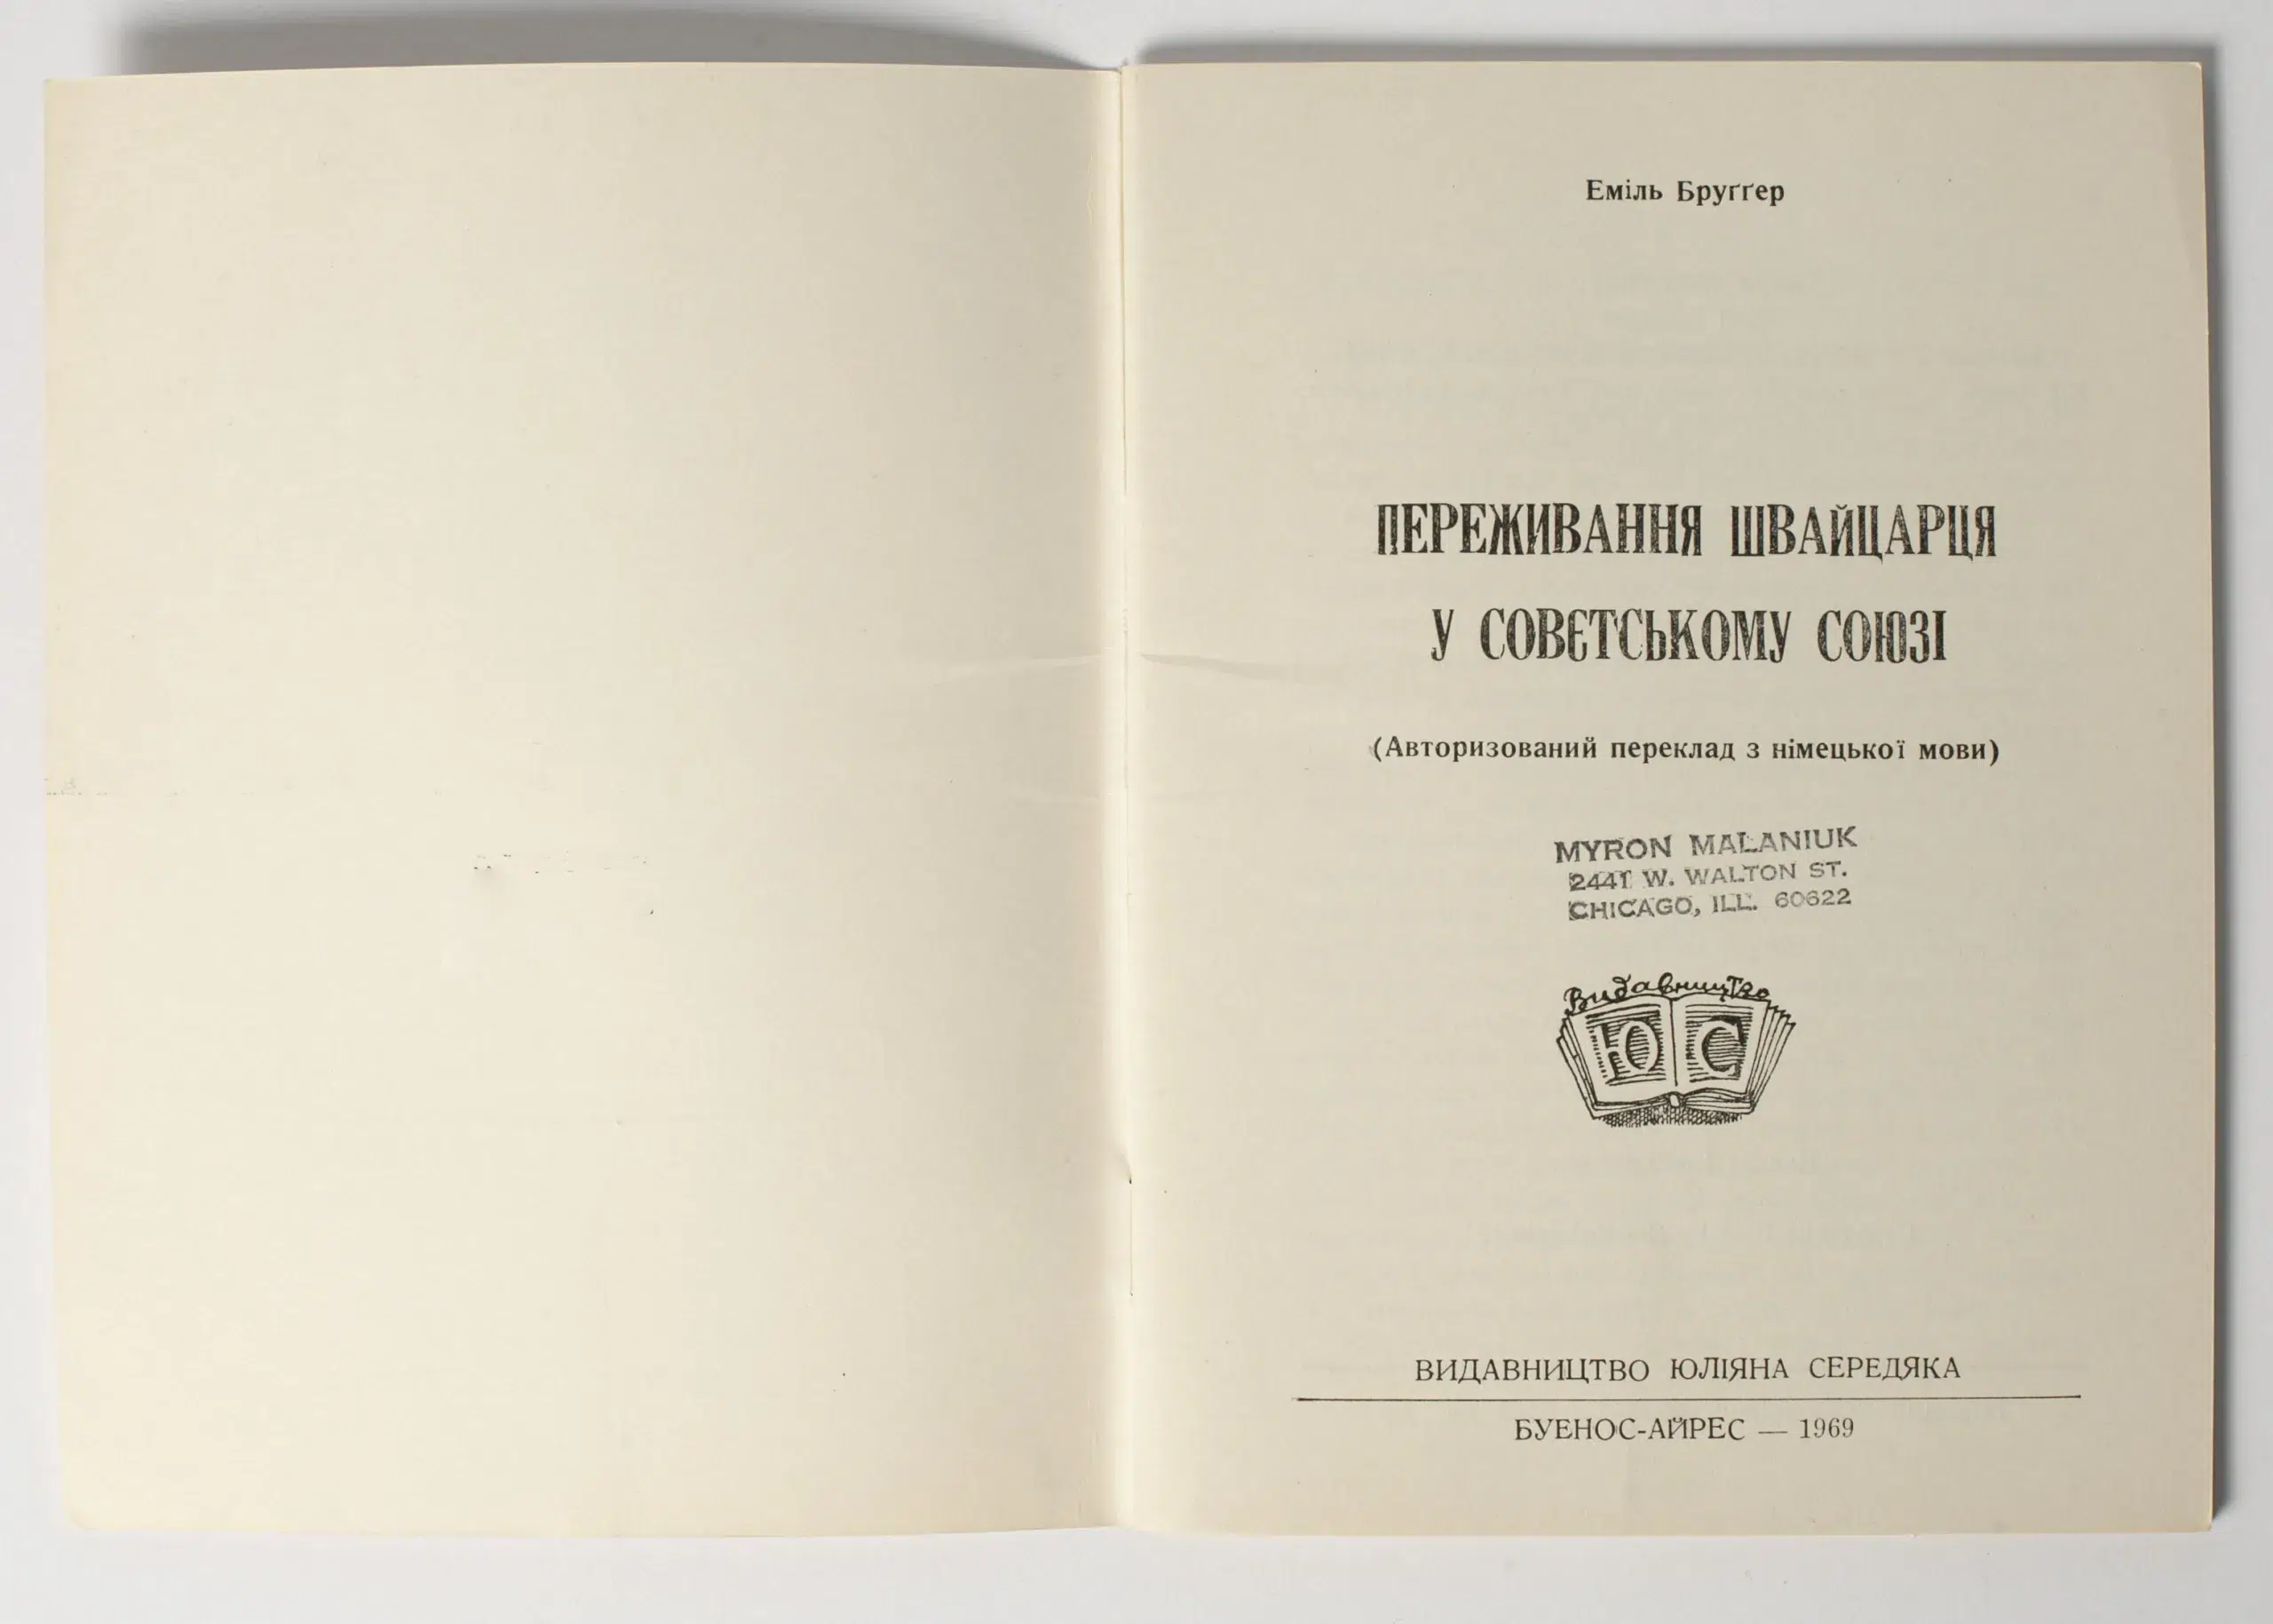 Еміль Бруґґер
ПЕРЕЖИВАННЯ ШВАЙЦАРЦЯ
У СОВЄТСЬКОМУ СОЮЗІ
(Авторизований переклад з німецької мови)
MYRON MALANIUK
2441 W. WALTON ST.
CHICAGO, ILL. 60622
Видавництво
Ю С
ВИДАВНИЦТВО ЮЛІЯНА СЕРЕДЯКА
БУЕНОС-АЙРЕС — 1969